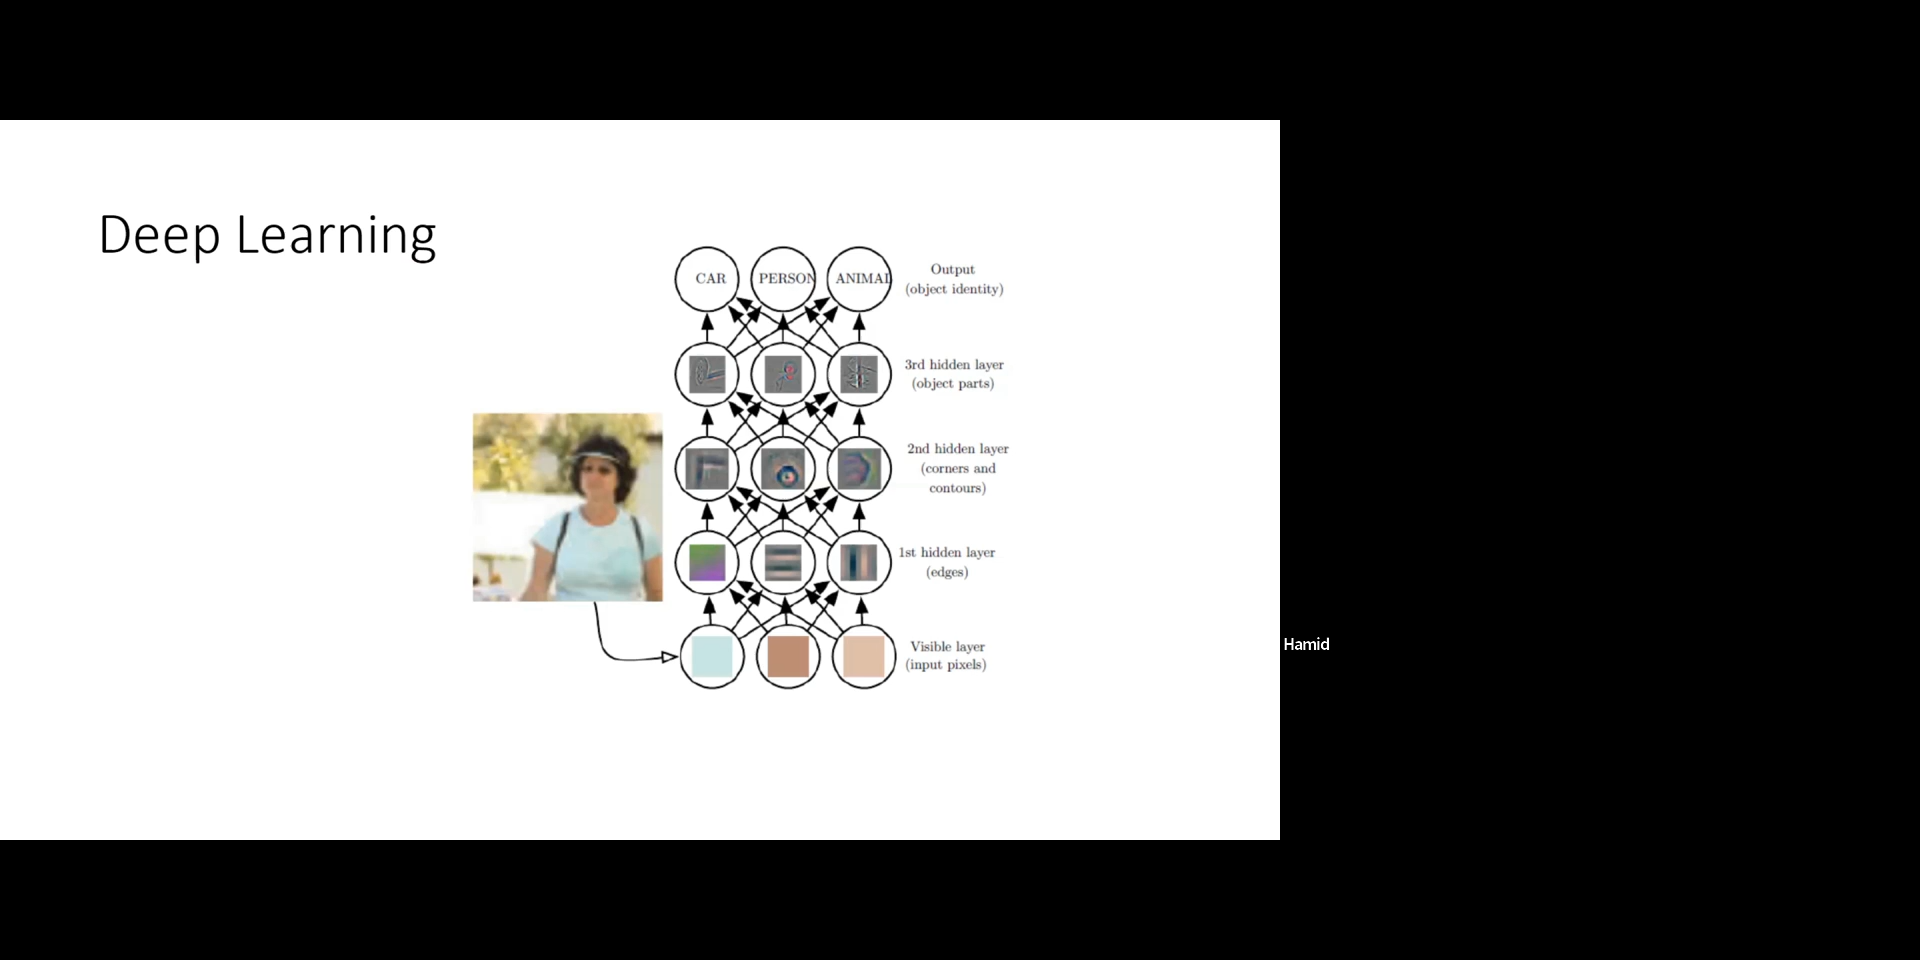 Deep Learning
CAR
PERSON
ANIMAL
Output
(object identity)
3rd hidden layer
(object parts)
2nd hidden layer
(corners and
contours)
1st hidden layer
(edges)
Visible layer
(input pixels)
Hamid